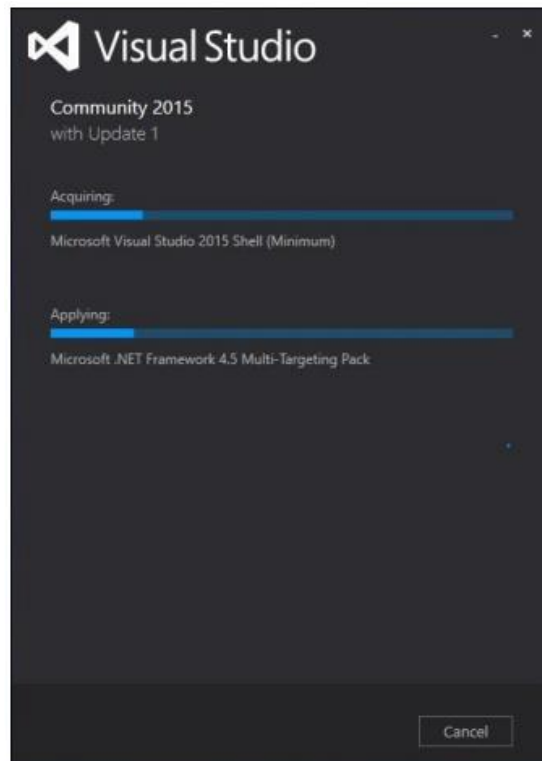 Visual Studio
Community 2015
with Update 1
Acquiring:
Microsoft Visual Studio 2015 Shell (Minimum)
Applying:
Microsoft .NET Framework 4.5 Multi-Targeting Pack
Cancel